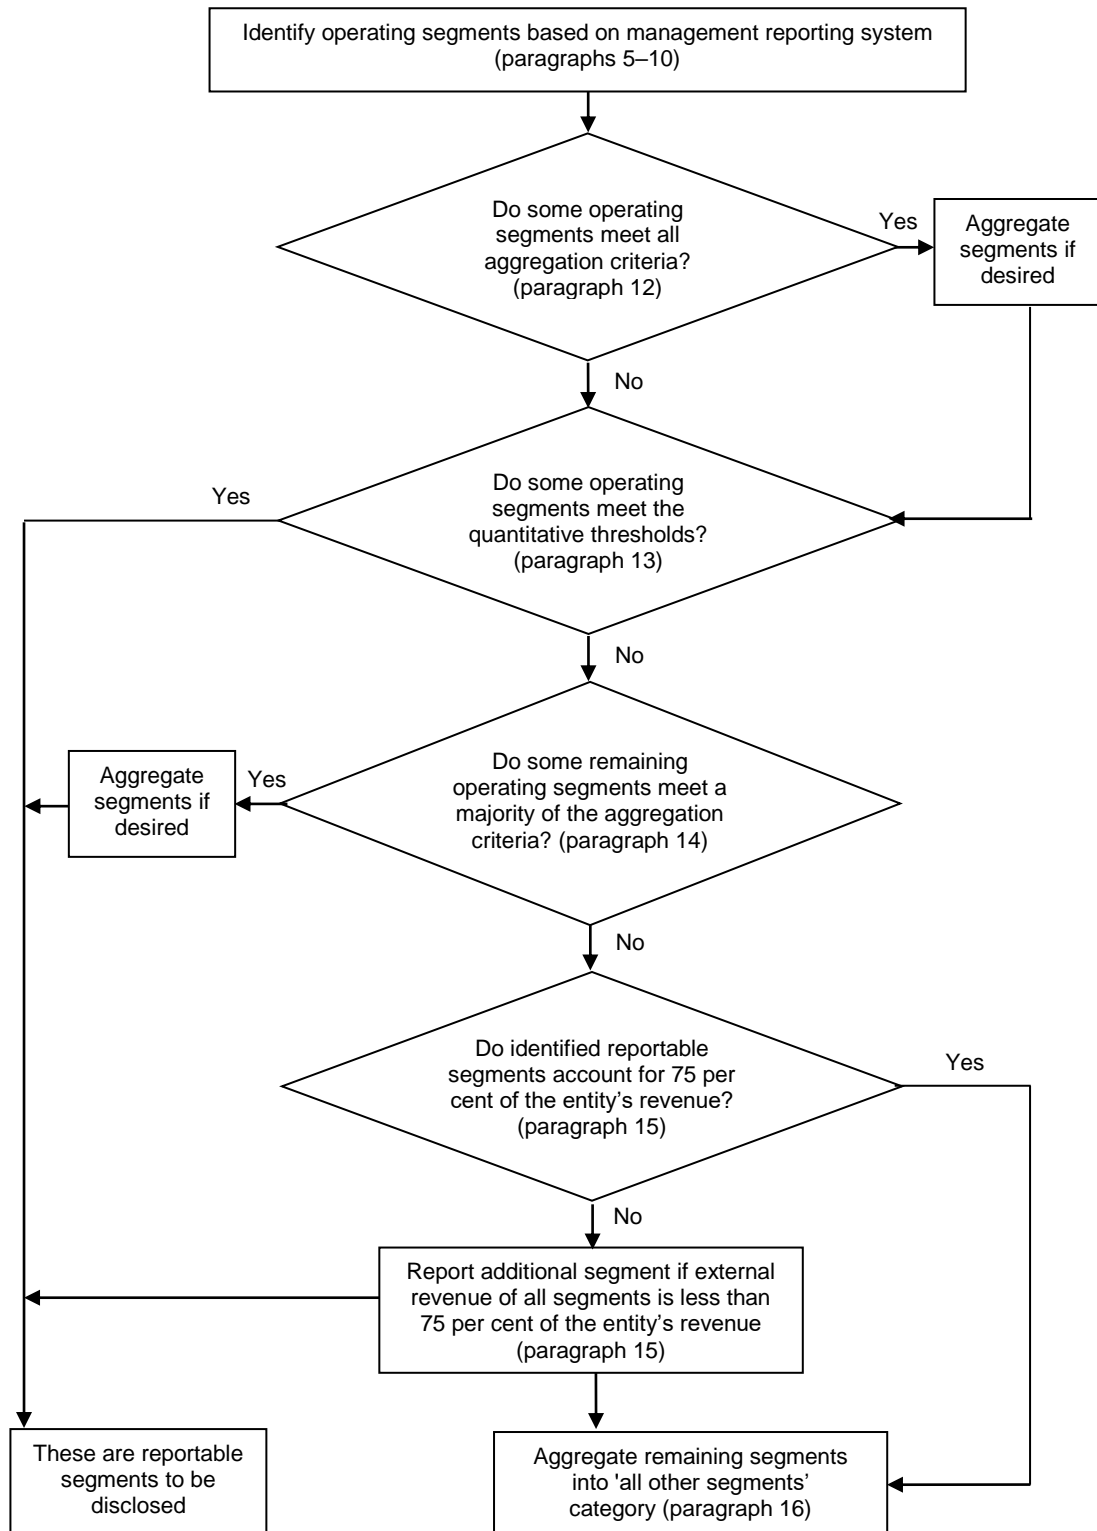 Identify operating segments based on management reporting system
(paragraphs 5–10)
Do some operating
segments meet all
aggregation criteria?
(paragraph 12)
Yes
Aggregate
segments if
desired
No
Yes
Do some operating
segments meet the
quantitative thresholds?
(paragraph 13)
No
Aggregate
segments if
desired
Yes
Do some remaining
operating segments meet a
majority of the aggregation
criteria? (paragraph 14)
No
Do identified reportable
segments account for 75 per
cent of the entity’s revenue?
(paragraph 15)
Yes
No
Report additional segment if external
revenue of all segments is less than
75 per cent of the entity’s revenue
(paragraph 15)
These are reportable
segments to be
disclosed
Aggregate remaining segments
into 'all other segments’
category (paragraph 16)